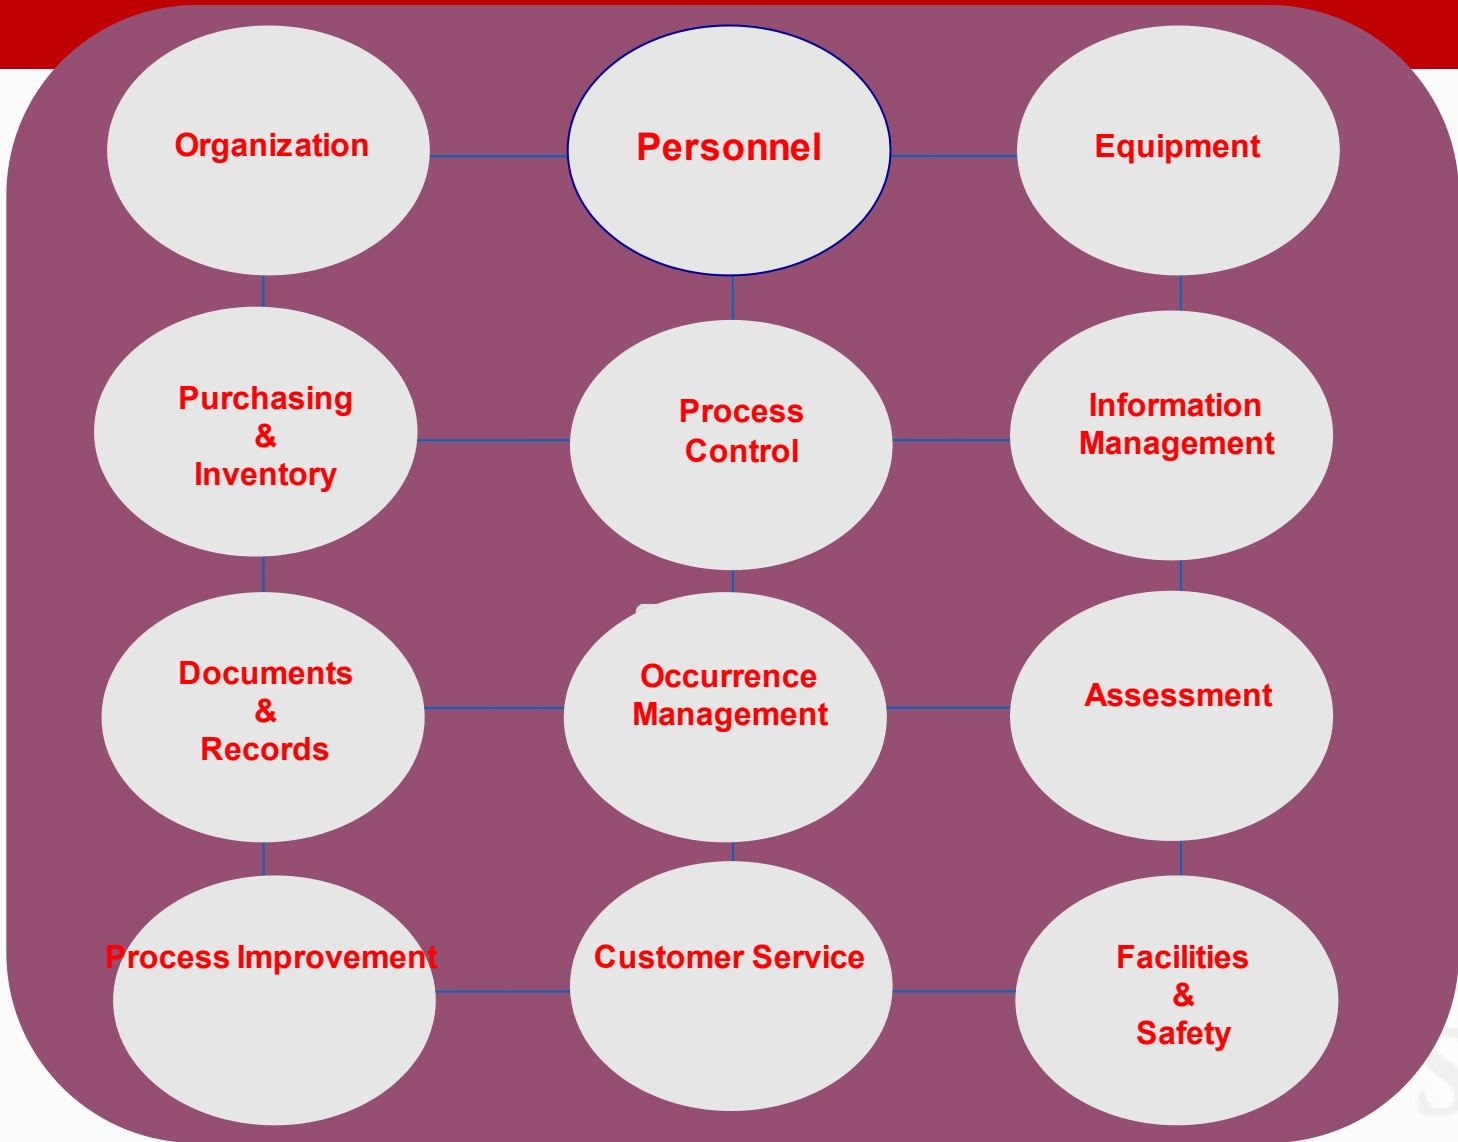 Organization
Personnel
Equipment
Purchasing
&
Inventory
Process
Control
Information
Management
Documents
&
Records
Occurrence
Management
Assessment
Process Improvement
Customer Service
Facilities
&
Safety
S